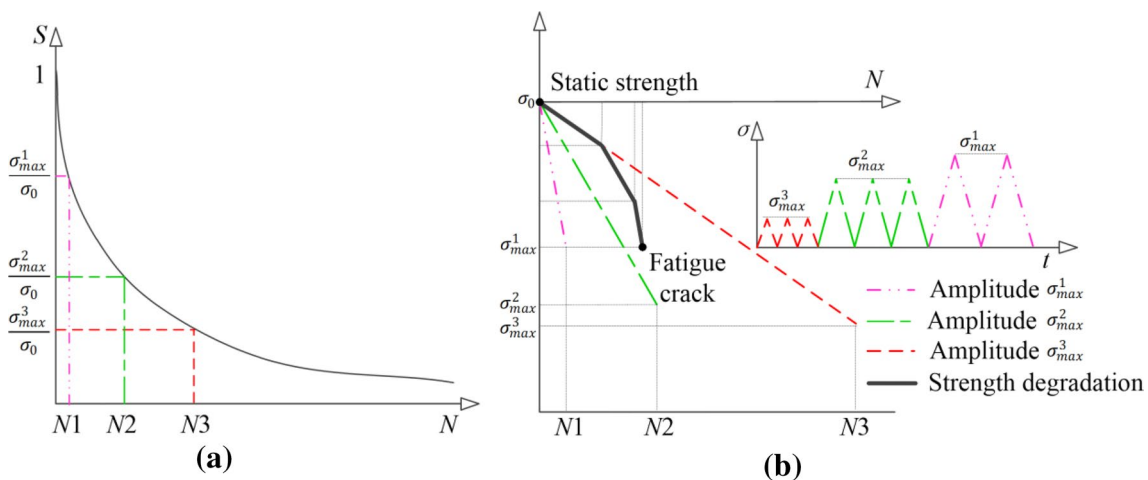 S
1
σ¹max/σ0
σ²max/σ0
σ³max/σ0
N1 N2 N3 N
(a)
Static strength
N
σ0
σ
σ³max
σ²max
σ¹max
t
σ¹max
σ²max
σ³max
Fatigue
crack
Amplitude σ¹max
Amplitude σ²max
Amplitude σ³max
Strength degradation
N1 N2 N3
(b)